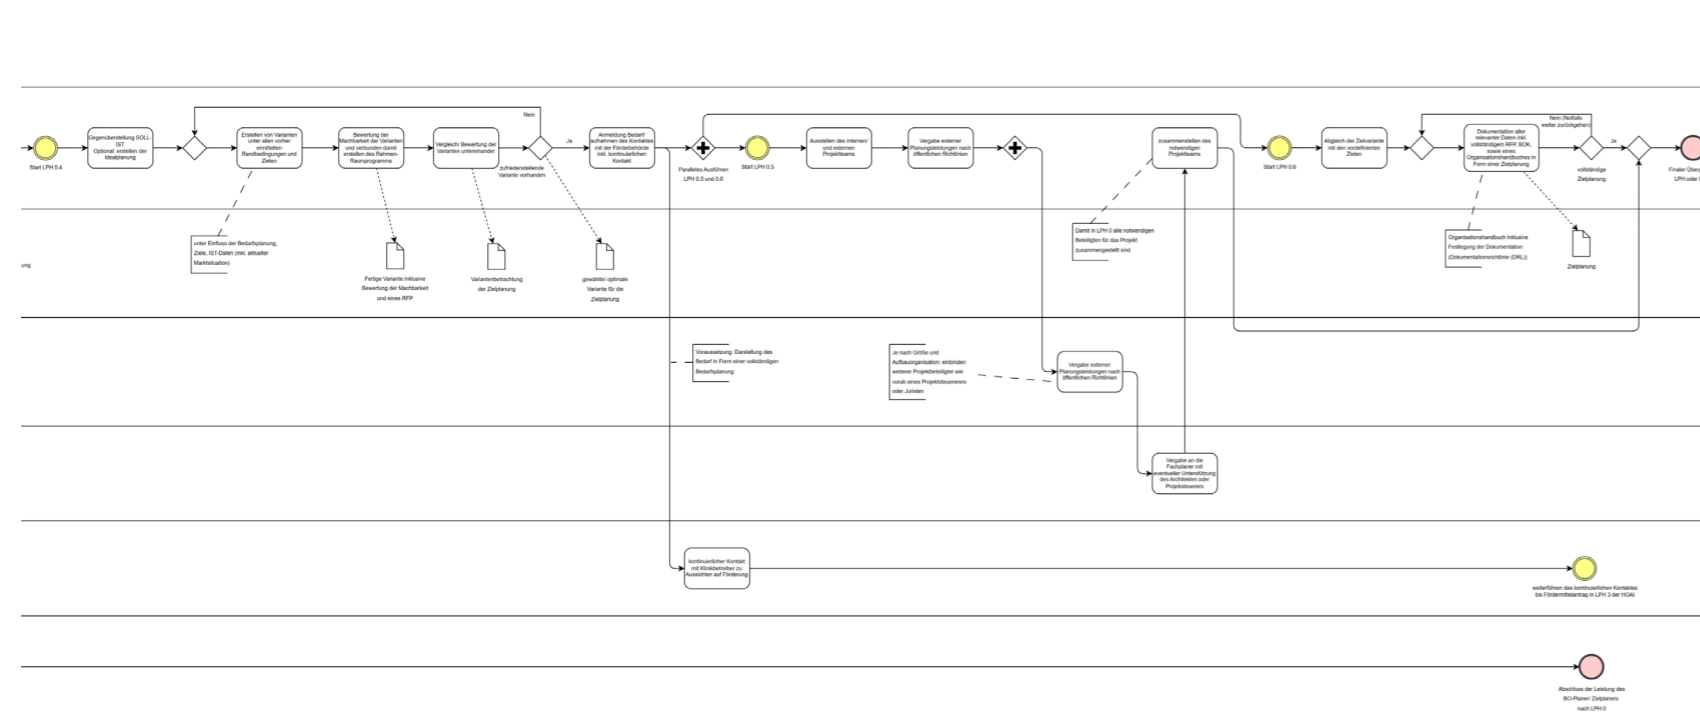 Start LPH 0.4
Gegenüberstellung SOLL-
IST
Optional: erstellen der
Idealplanung
Erstellen von Varianten
unter allen vorher
ermittelten
Randbedingungen und
Zielen
unter Einfluss der Bedarfsplanung,
Ziele, IST-Daten (inkl. aktueller
Marktsituation)
ung
Bewertung der
Machbarkeit der Varianten
und verbunden damit
erstellen des Rahmen-
Raumprogramms
Fertige Variante inklusive
Bewertung der Machbarkeit
und eines RFP
Vergleich/ Bewertung der
Varianten untereinander
Variantenbetrachtung
der Zielplanung
Nein
zufriedenstellende
Variante vorhanden
Ja
gewählte/ optimale
Variante für die
Zielplanung
Anmeldung Bedarf/
aufnehmen des Kontaktes
mit der Förderbehörde
inkl. kontinuierlichen
Kontakt
Paralleles Ausführen
LPH 0.5 und 0.6
Start LPH 0.5
Ausstellen des internen/
und externen
Projektteams
Vergabe externer
Planungsleistungen nach
öffentlichen Richtlinien
Voraussetzung: Darstellung des
Bedarf in Form einer vollständigen
Bedarfsplanung
Je nach Größe und
Aufbauorganisation: einbinden
weiterer Projektbeteiligter wie
vorab eines Projektsteuerers
oder Juristen
Vergabe externer
Planungsleistungen nach
öffentlichen Richtlinien
Vergabe an die
Fachplaner mit
eventueller Unterstützung
des Architekten oder
Projeksteuerers
zusammenstellen des
notwendigen
Projektteams
Damit in LPH 0 alle notwendigen
Beteiligten für das Projekt
zusammengestellt sind
Start LPH 0.6
Abgleich der Zielvariante
mit den vordefinierten
Zielen
Dokumentation aller
relevanter Daten inkl.
vollständigem RFP, BOK,
sowie eines
Organisationshandbuches in
Form einer Zielplanung
Organisationshandbuch inklusive
Festlegung der Dokumentation
(Dokumentationsrichtlinie (DRL))
Zielplanung
Nein (Notfalls
weiter zurückgehen)
vollständige
Zielplanung
Ja
Finaler Überg
LPH oder
kontinuierlicher Kontakt
mit Klinikbetreiber zu
Aussichten auf Förderung
weiterführen des kontinuierlichen Kontaktes
bis Fördermittelantrag in LPH 3 der HOAI
Abschluss der Leistung des
BO-Planer/ Zielplaners
nach LPH 0